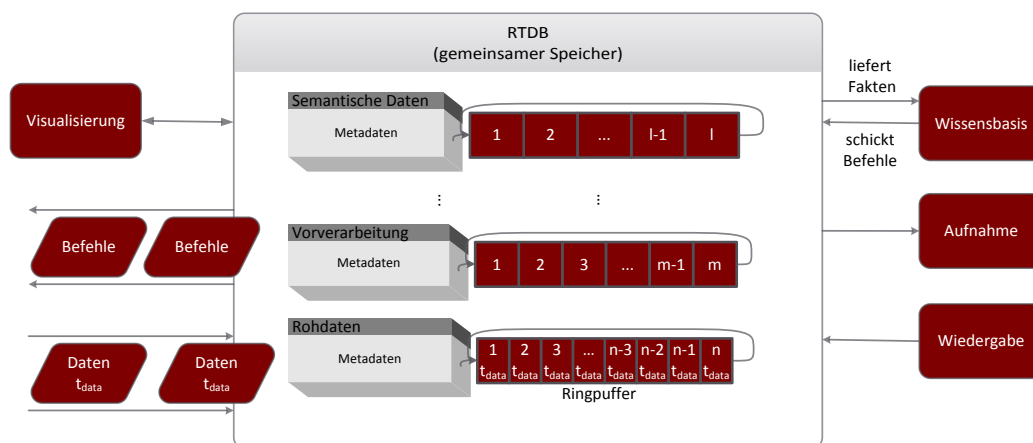 RTDB
(gemeinsamer Speicher)
Visualisierung
Semantische Daten
Metadaten
1 2 ... l-1 l
liefert
Fakten
Wissensbasis
schickt
Befehle
⋮ ⋮
Befehle Befehle
Vorverarbeitung
Metadaten
1 2 3 ... m-1 m
Aufnahme
Daten
tdata
Daten
tdata
Rohdaten
Metadaten
1 2 3 ... n-3 n-2 n-1 n
tdata tdata tdata tdata tdata tdata tdata tdata
Ringpuffer
Wiedergabe